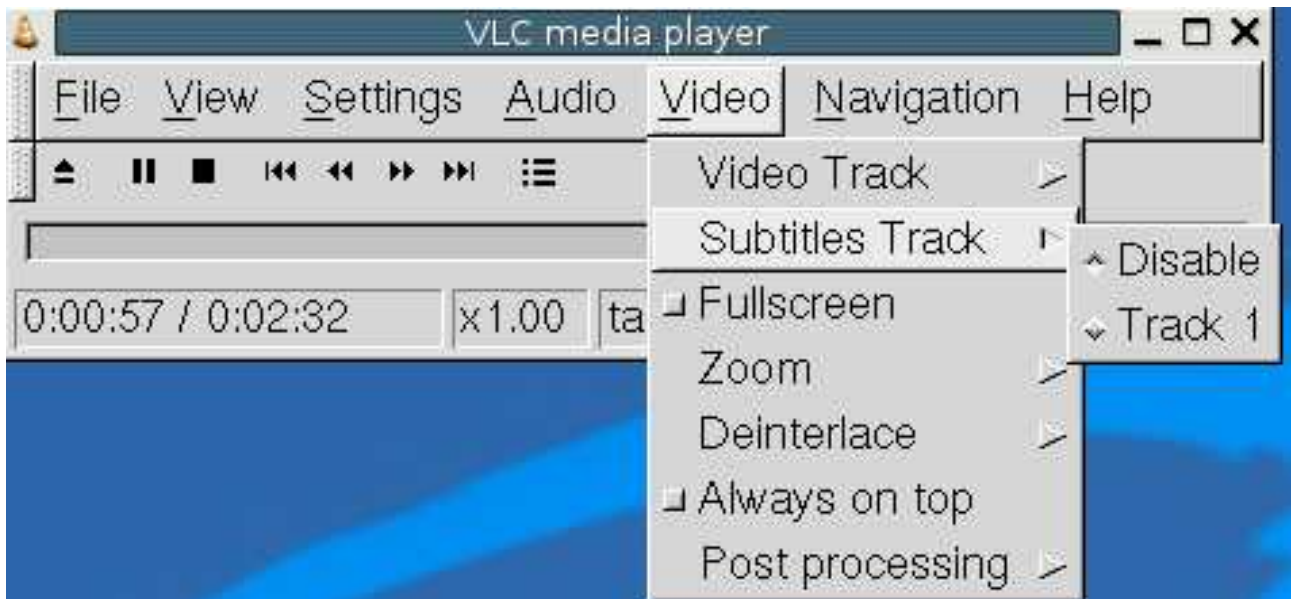 VLC media player
File View Settings Audio Video Navigation Help
Video Track
Subtitles Track
Disable
Track 1
Fullscreen
Zoom
Deinterlace
Always on top
Post processing
0:00:57 / 0:02:32 x1.00 ta